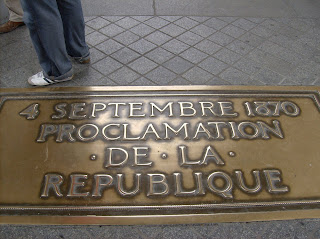 4 SEPTEMBRE 1870
PROCLAMATION
· DE · LA ·
REPUBLIQUE